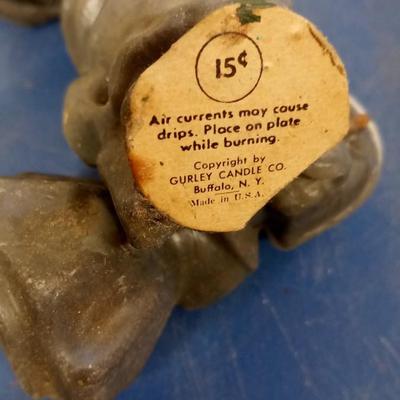 15¢
Air currents may cause
drips. Place on plate
while burning.
Copyright by
GURLEY CANDLE CO.
Buffalo, N. Y.
Made in U.S.A.